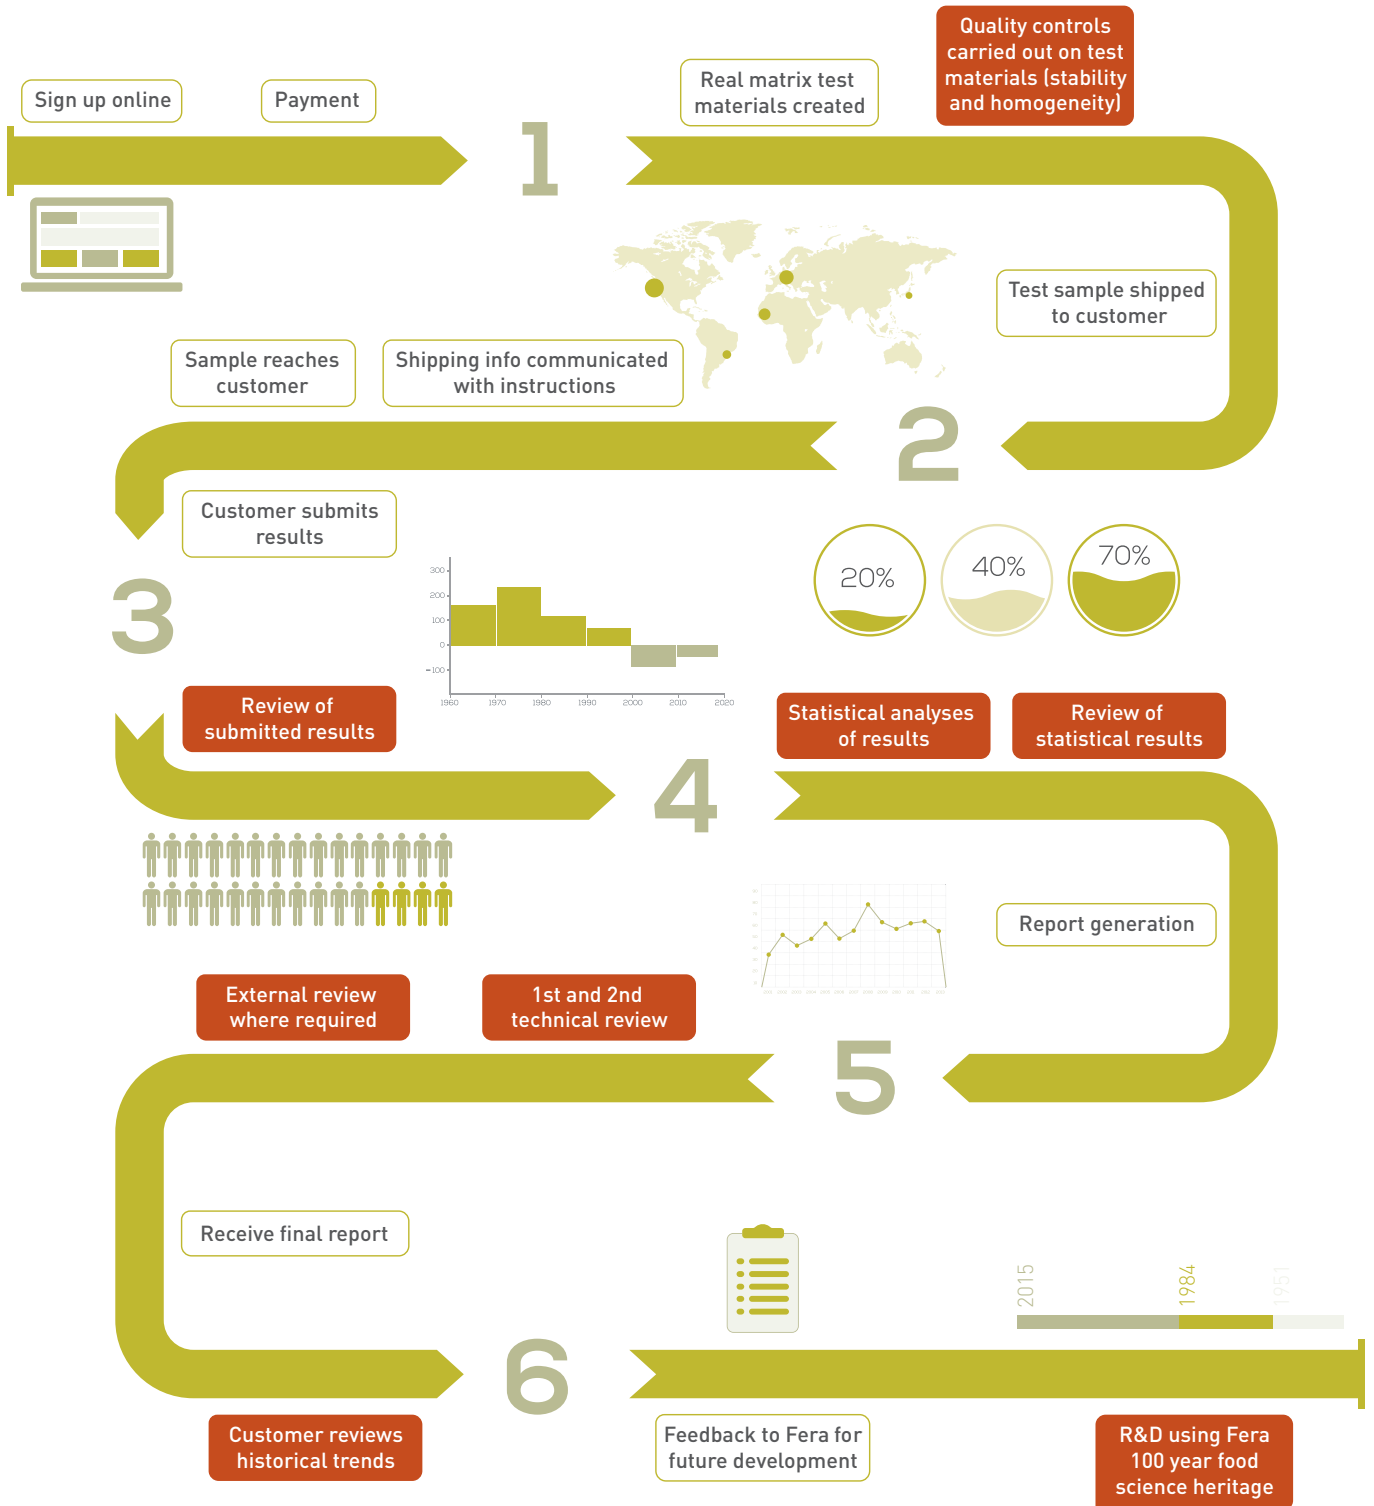 Sign up online
Payment
1
Real matrix test
materials created
Quality controls
carried out on test
materials (stability
and homogeneity)
Test sample shipped
to customer
2
Shipping info communicated
with instructions
Sample reaches
customer
Customer submits
results
3
300
200
100
0
-100
1960 1970 1980 1990 2000 2010 2020
20%
40%
70%
Review of
submitted results
4
Statistical analyses
of results
Review of
statistical results
Report generation
5
1st and 2nd
technical review
External review
where required
Receive final report
6
2015
1984
1951
Customer reviews
historical trends
Feedback to Fera for
future development
R&D using Fera
100 year food
science heritage